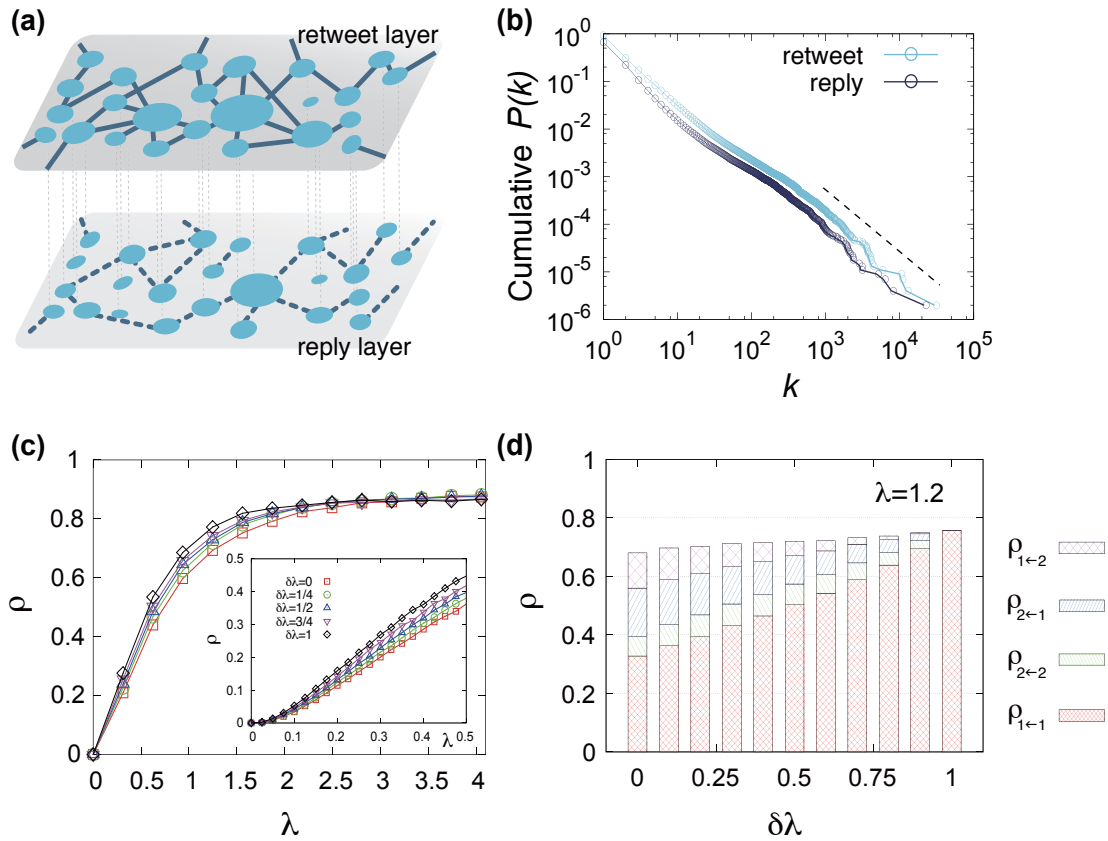 (a)
retweet layer
reply layer
(b)
Cumulative P(k)
10^0
10^-1
10^-2
10^-3
10^-4
10^-5
10^-6
10^0 10^1 10^2 10^3 10^4 10^5
k
retweet
reply
(c)
ρ
1
0.8
0.6
0.4
0.2
0
0 0.5 1 1.5 2 2.5 3 3.5 4
λ
ρ
0.5
0.4
0.3
0.2
0.1
0
0 0.1 0.2 0.3 0.4 0.5
λ
δλ=0
δλ=1/4
δλ=1/2
δλ=3/4
δλ=1
(d)
λ=1.2
ρ
1
0.8
0.6
0.4
0.2
0
0 0.25 0.5 0.75 1
δλ
ρ1←2
ρ2←1
ρ2←2
ρ1←1